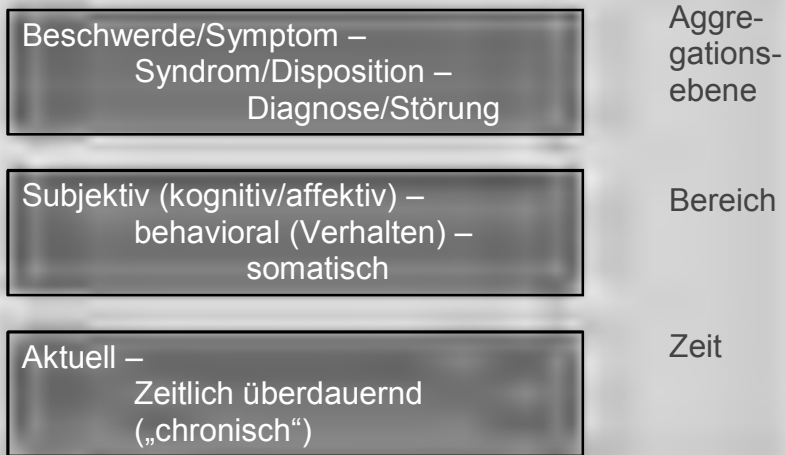 Beschwerde/Symptom –
Syndrom/Disposition –
Diagnose/Störung
Aggre-
gations-
ebene
Subjektiv (kognitiv/affektiv) –
behavioral (Verhalten) –
somatisch
Bereich
Aktuell –
Zeitlich überdauernd
(„chronisch“)
Zeit